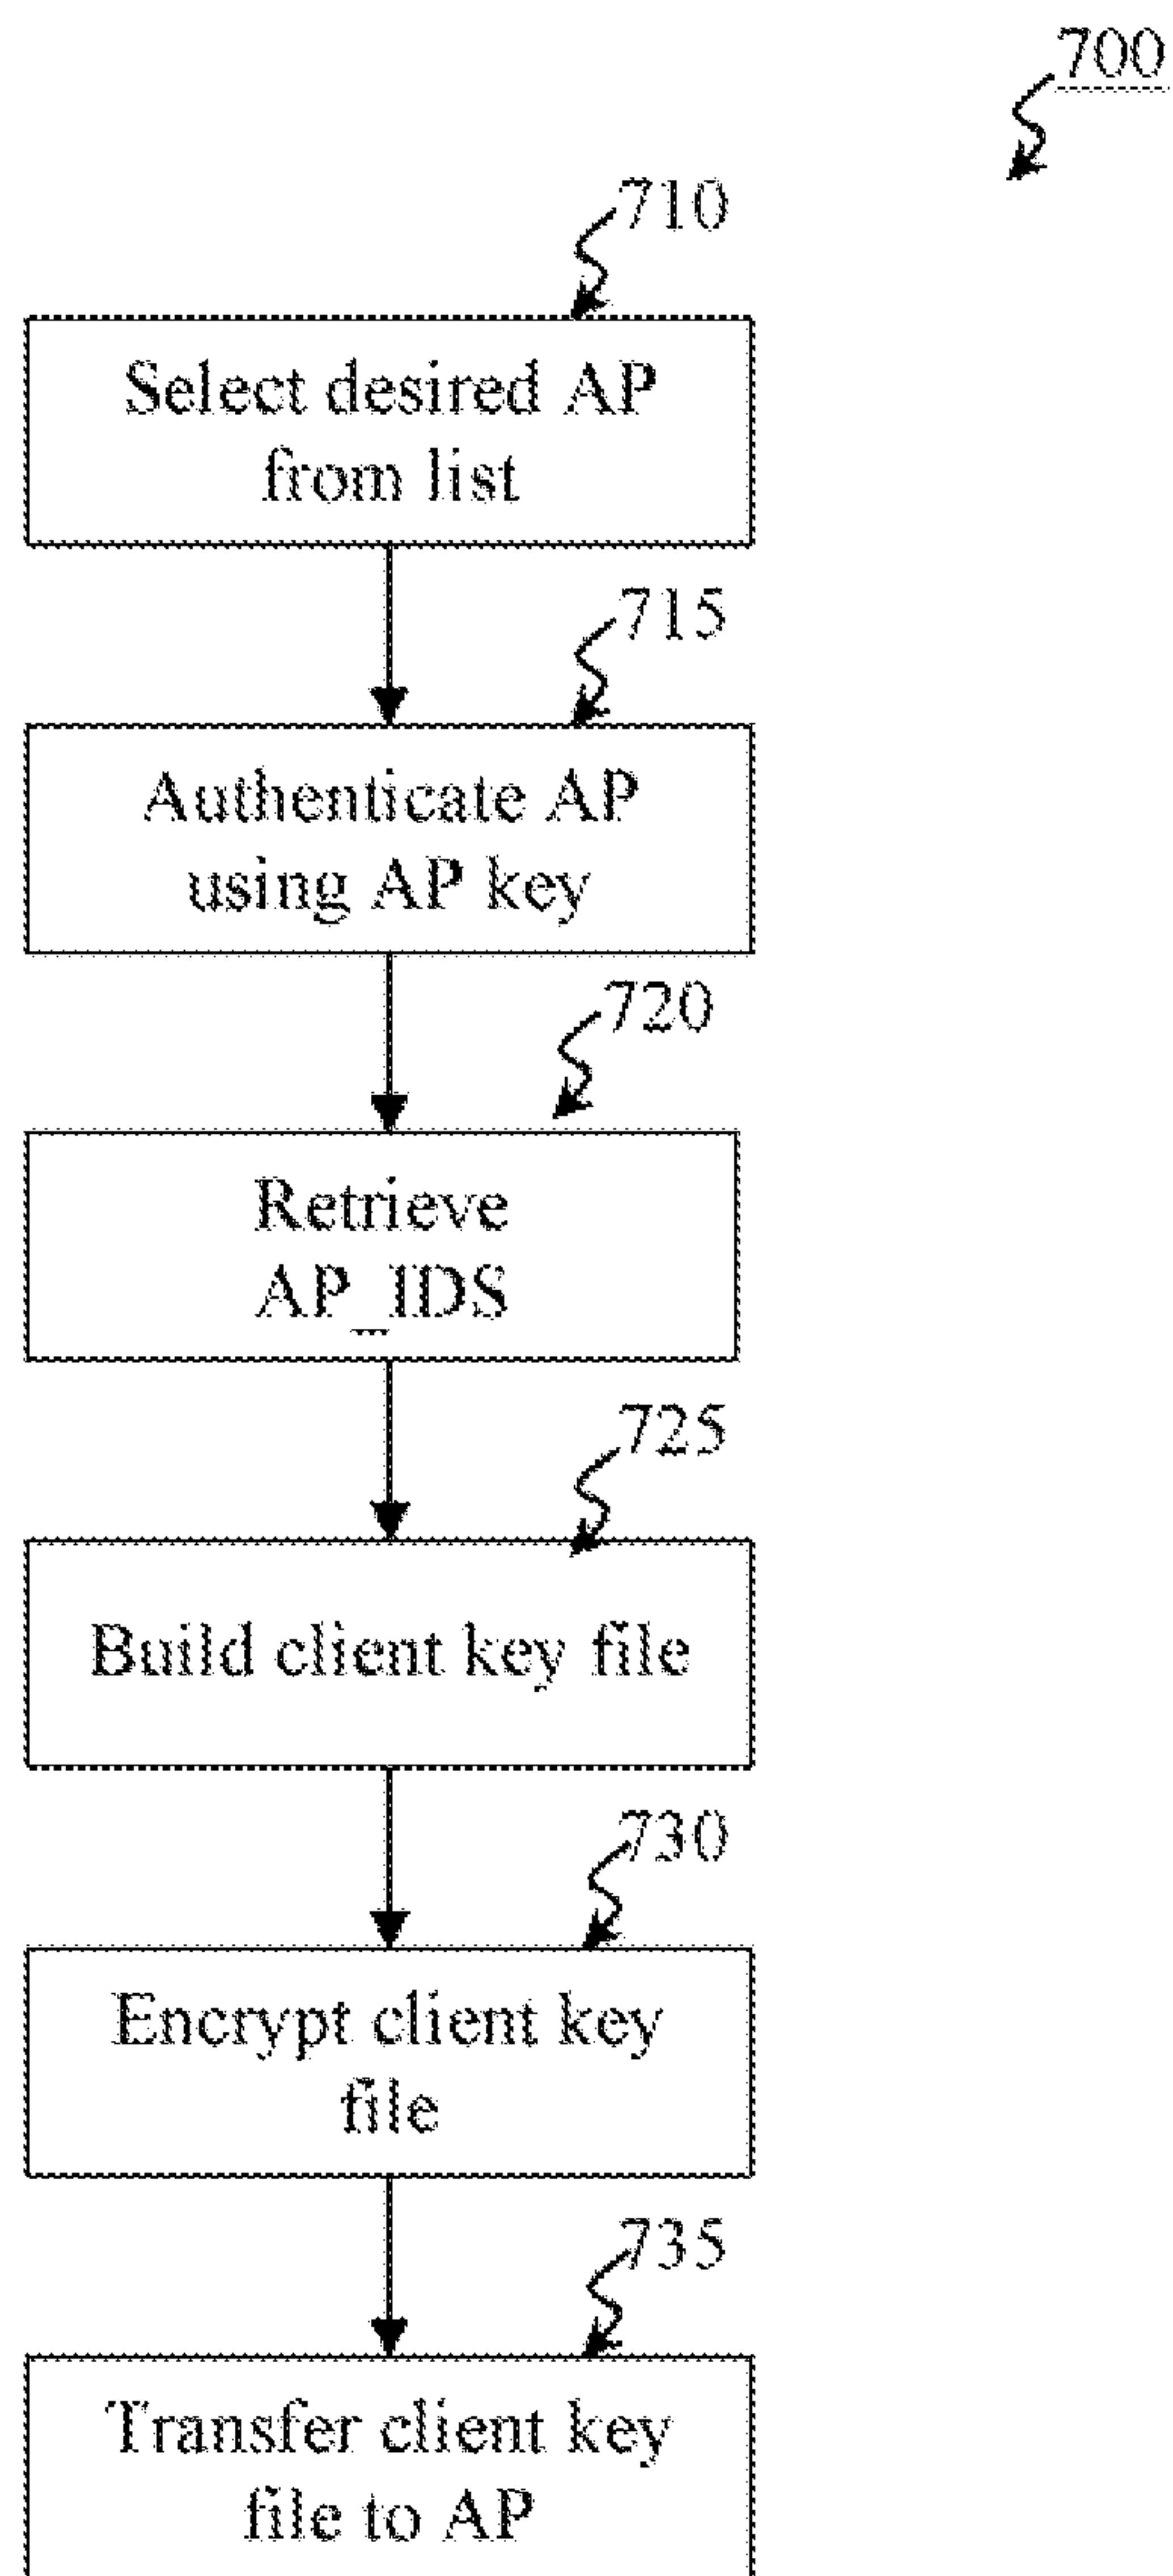 700
710
Select desired AP
from list
715
Authenticate AP
using AP key
720
Retrieve
AP_IDS
725
Build client key file
730
Encrypt client key
file
735
Transfer client key
file to AP